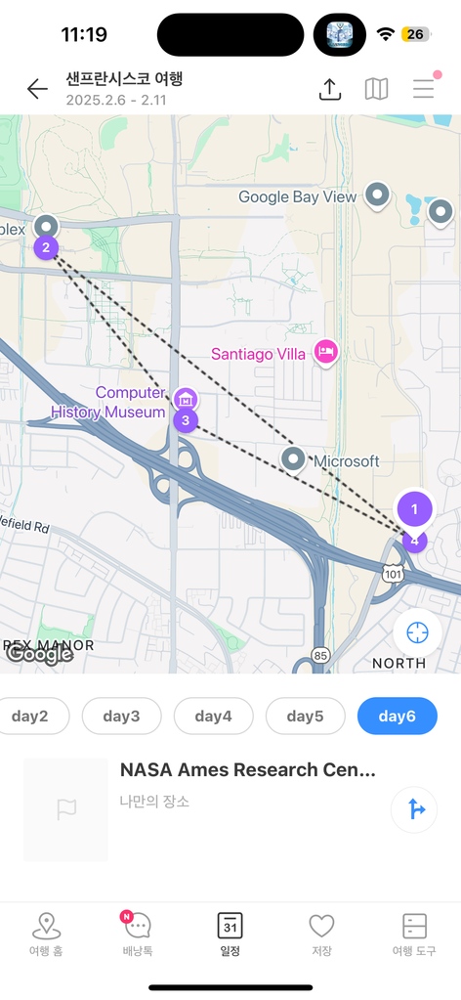 11:19
26
샌프란시스코 여행
2025.2.6 - 2.11
Google Bay View
plex
2
Santiago Villa
Computer
History Museum
3
Microsoft
1
4
lefield Rd
101
REX MANOR
Google
85
NORTH
day2
day3
day4
day5
day6
NASA Ames Research Cen...
나만의 장소
N
31
여행 홈
배낭톡
일정
저장
여행 도구